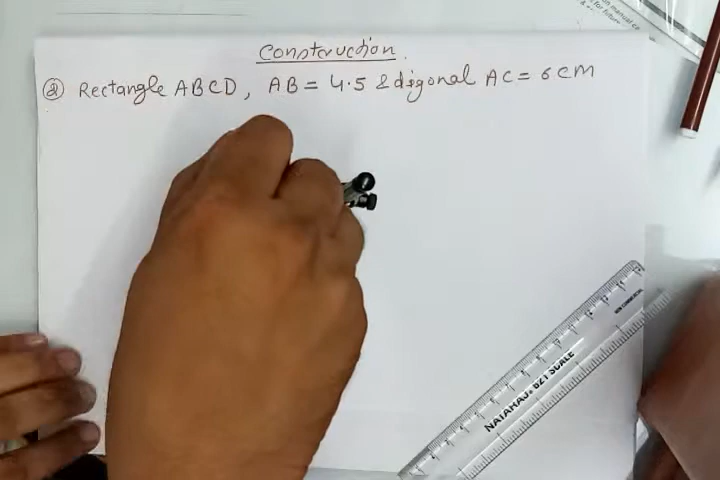 Construction
② Rectangle ABCD, AB = 4.5 & digonal AC = 6 CM
NATARAJ 621 SCALE